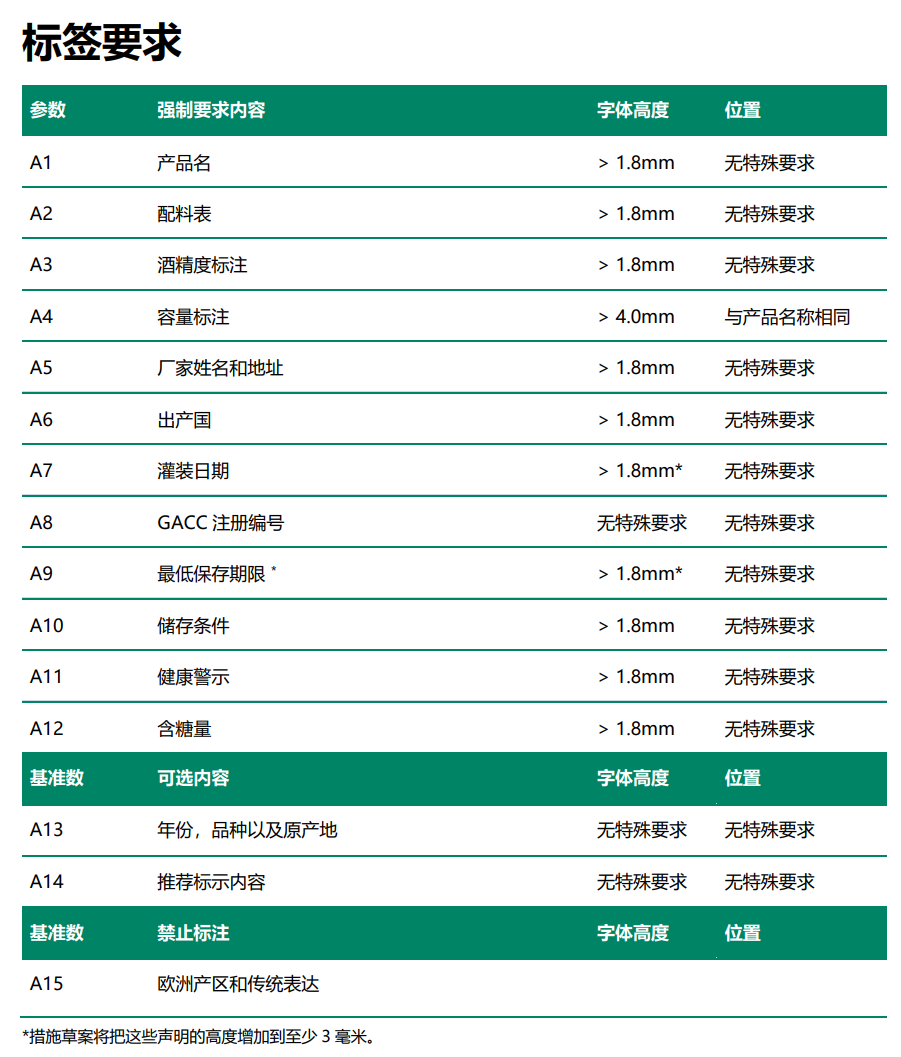 标签要求
参数 强制要求内容 字体高度 位置
A1 产品名 > 1.8mm 无特殊要求
A2 配料表 > 1.8mm 无特殊要求
A3 酒精度标注 > 1.8mm 无特殊要求
A4 容量标注 > 4.0mm 与产品名称相同
A5 厂家姓名和地址 > 1.8mm 无特殊要求
A6 出产国 > 1.8mm 无特殊要求
A7 灌装日期 > 1.8mm* 无特殊要求
A8 GACC 注册编号 无特殊要求 无特殊要求
A9 最低保存期限 * > 1.8mm* 无特殊要求
A10 储存条件 > 1.8mm 无特殊要求
A11 健康警示 > 1.8mm 无特殊要求
A12 含糖量 > 1.8mm 无特殊要求
基准数 可选内容 字体高度 位置
A13 年份，品种以及原产地 无特殊要求 无特殊要求
A14 推荐标示内容 无特殊要求 无特殊要求
基准数 禁止标注 字体高度 位置
A15 欧洲产区和传统表达
*措施草案将把这些声明的高度增加到至少 3 毫米。